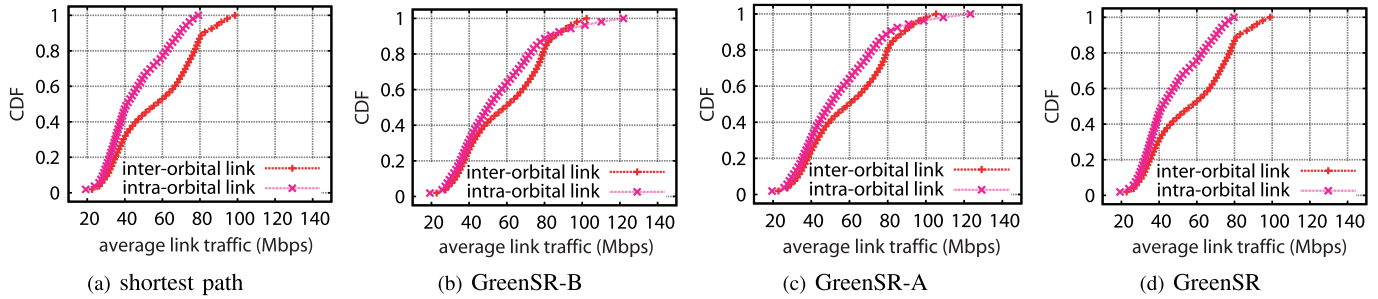 1
0.8
0.6
0.4
0.2
0
CDF
inter-orbital link
intra-orbital link
20 40 60 80 100 120 140
average link traffic (Mbps)
(a) shortest path
1
0.8
0.6
0.4
0.2
0
CDF
inter-orbital link
intra-orbital link
20 40 60 80 100 120 140
average link traffic (Mbps)
(b) GreenSR-B
1
0.8
0.6
0.4
0.2
0
CDF
inter-orbital link
intra-orbital link
20 40 60 80 100 120 140
average link traffic (Mbps)
(c) GreenSR-A
1
0.8
0.6
0.4
0.2
0
CDF
inter-orbital link
intra-orbital link
20 40 60 80 100 120 140
average link traffic (Mbps)
(d) GreenSR